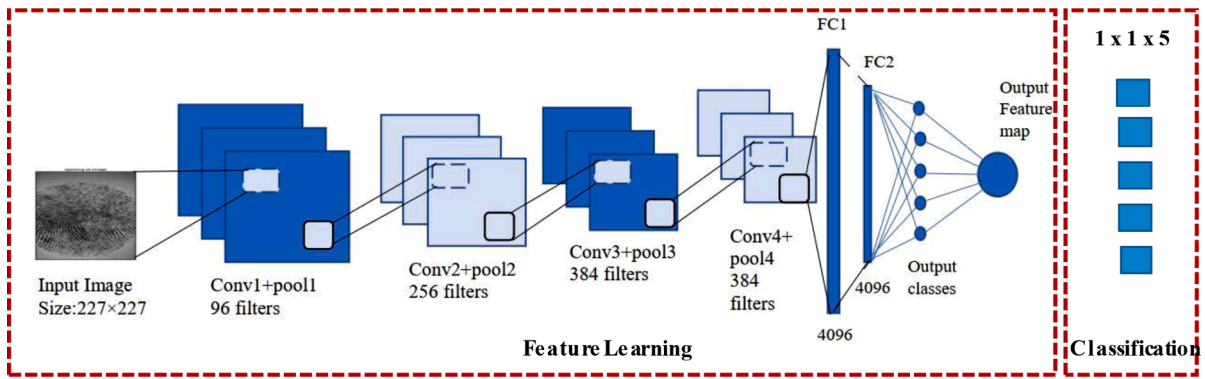 FC1
FC2
Output
Feature
map
1 x 1 x 5
Input Image
Size:227×227
Conv1+pool1
96 filters
Conv2+pool2
256 filters
Conv3+pool3
384 filters
Conv4+
pool4
384
filters
4096
4096
Output
classes
Feature Learning
Classification